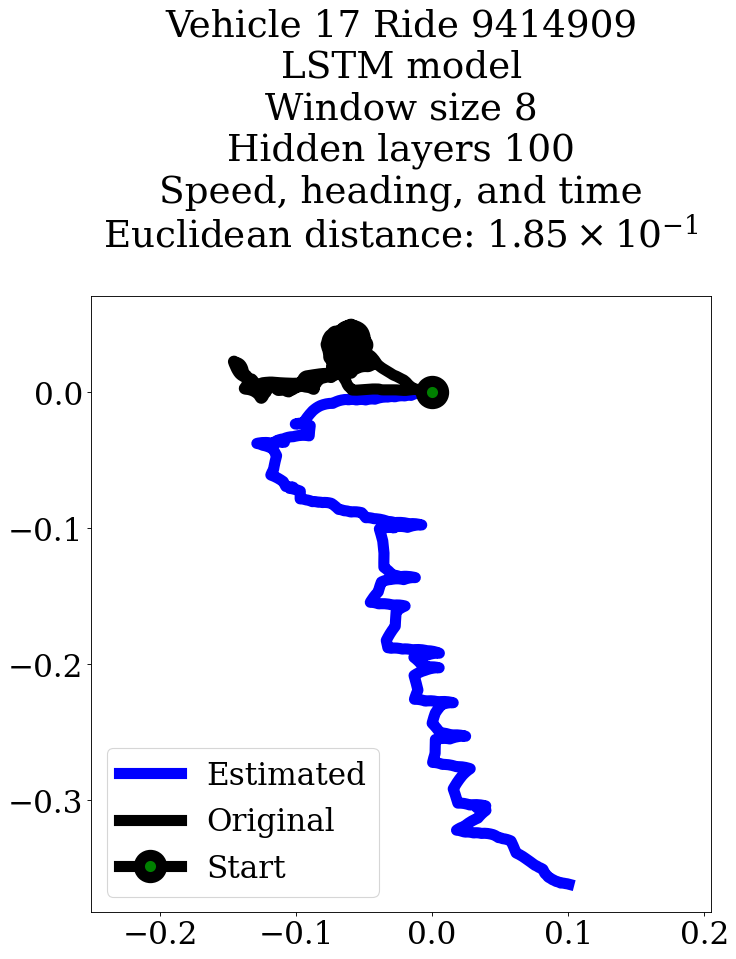 Vehicle 17 Ride 9414909
LSTM model
Window size 8
Hidden layers 100
Speed, heading, and time
Euclidean distance: 1.85 × 10⁻¹
0.0
−0.1
−0.2
−0.3
Estimated
Original
Start
−0.2 −0.1 0.0 0.1 0.2